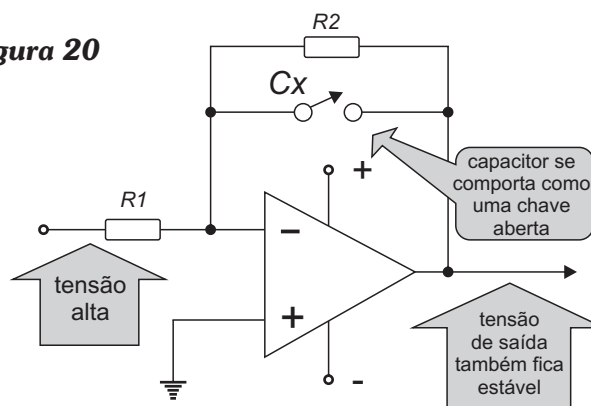 gura 20
R2
Cx
capacitor se
comporta como
uma chave
aberta
+
R1
−
+
-
tensão
alta
tensão
de saída
também fica
estável